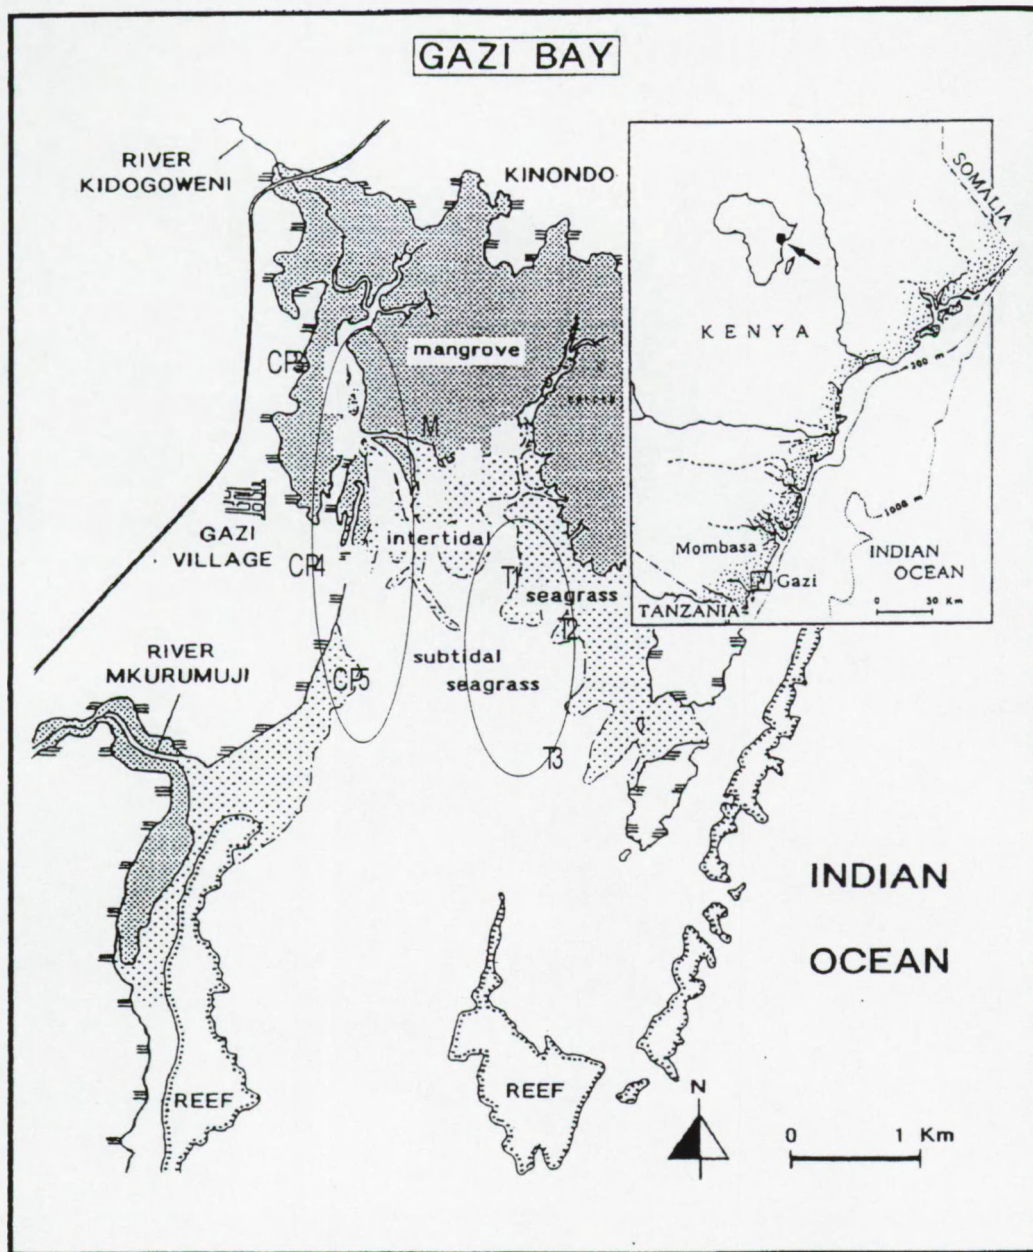 GAZI BAY
RIVER
KIDOGOWENI
KINONDO
SOMALIA
KENYA
200 m
1000 m
Mombasa
Gazi
INDIAN
OCEAN
TANZANIA
0 50 Km
mangrove
M
GAZI
VILLAGE
intertidal
CP4
T1
seagrass
T2
RIVER
MKURUMUJI
subtidal
seagrass
CP5
T3
INDIAN
OCEAN
REEF
REEF
N
0 1 Km